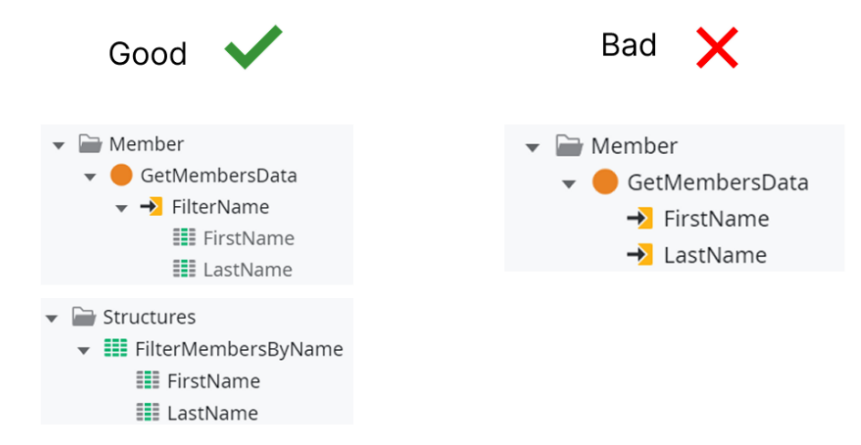 Good
Member
GetMembersData
FilterName
FirstName
LastName
Structures
FilterMembersByName
FirstName
LastName
Bad
Member
GetMembersData
FirstName
LastName